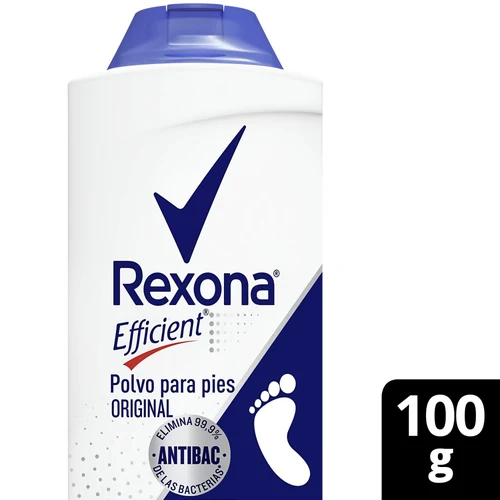 Rexona®
Efficient®
Polvo para pies
ORIGINAL
ELIMINA 99,9%
ANTIBAC
DE LAS BACTERIAS
100
g